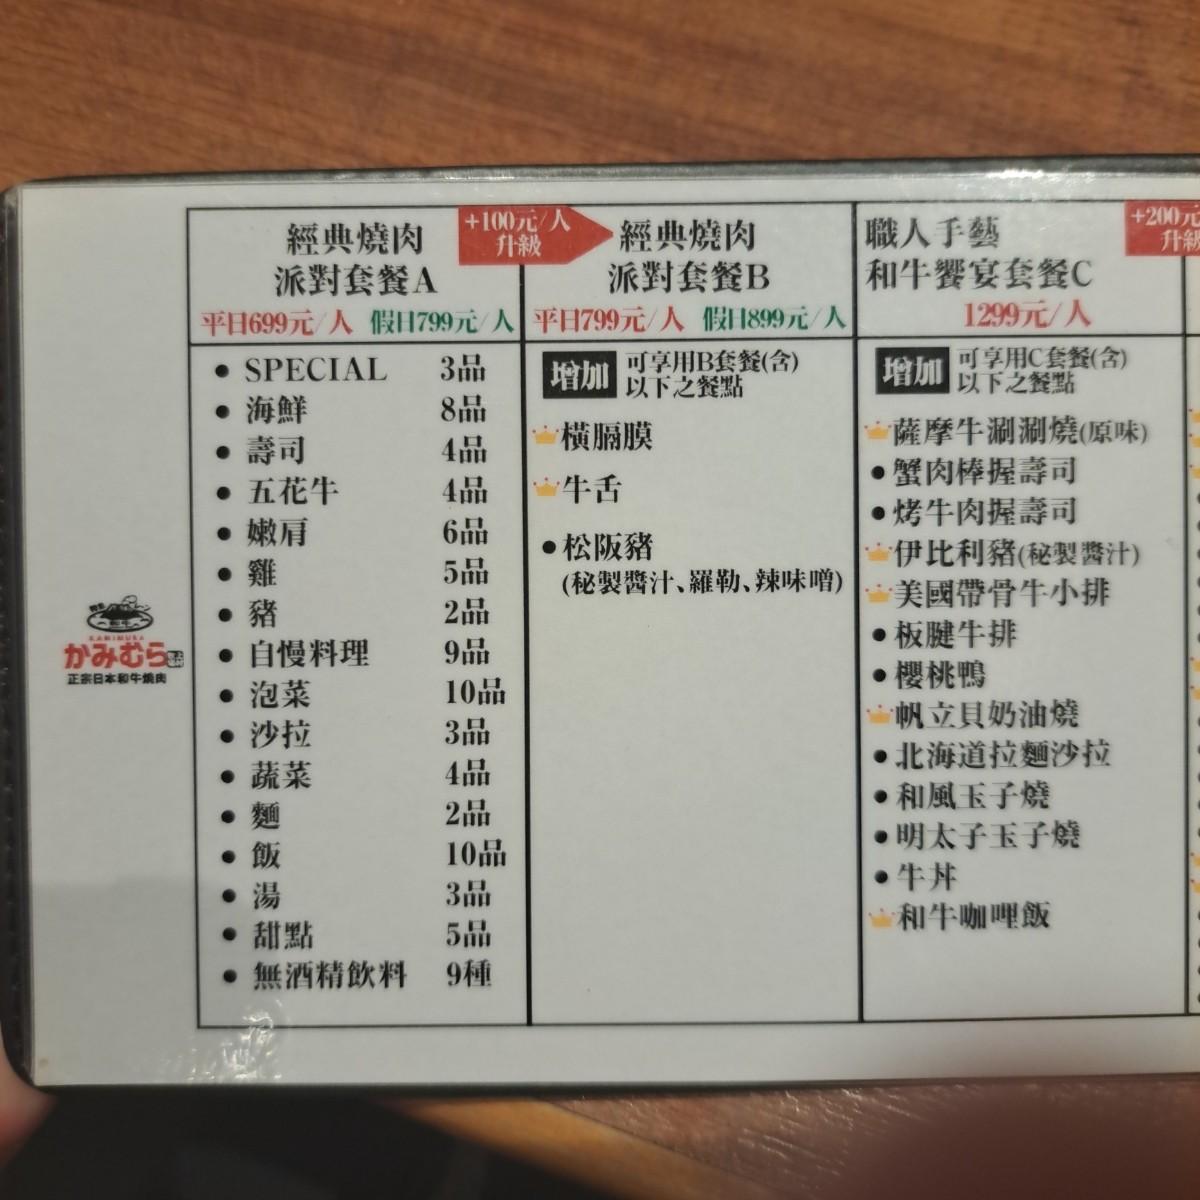 經典燒肉
派對套餐A
+100元/人
升級
平日699元/人 假日799元/人
• SPECIAL 3品
• 海鮮 8品
• 壽司 4品
• 五花牛 4品
• 嫩肩 6品
• 雞 5品
• 豬 2品
• 自慢料理 9品
• 泡菜 10品
• 沙拉 3品
• 蔬菜 4品
• 麵 2品
• 飯 10品
• 湯 3品
• 甜點 5品
• 無酒精飲料 9種
經典燒肉
派對套餐B
平日799元/人 假日899元/人
增加 可享用B套餐(含)
以下之餐點
橫膈膜
牛舌
• 松阪豬
(秘製醬汁、羅勒、辣味噌)
職人手藝
和牛饗宴套餐C
+200元
升級
1299元/人
增加 可享用C套餐(含)
以下之餐點
薩摩牛涮涮燒(原味)
• 蟹肉棒握壽司
• 烤牛肉握壽司
伊比利豬(秘製醬汁)
美國帶骨牛小排
• 板腱牛排
• 櫻桃鴨
帆立貝奶油燒
• 北海道拉麵沙拉
• 和風玉子燒
• 明太子玉子燒
• 牛丼
和牛咖哩飯
和牛
KAMIMURA
かみむら
正宗日本和牛燒肉